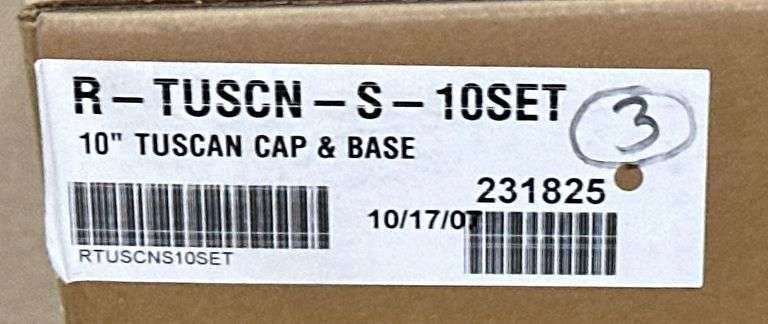 R-TUSCN-S-10SET
3
10" TUSCAN CAP & BASE
231825
10/17/07
RTUSCNS10SET